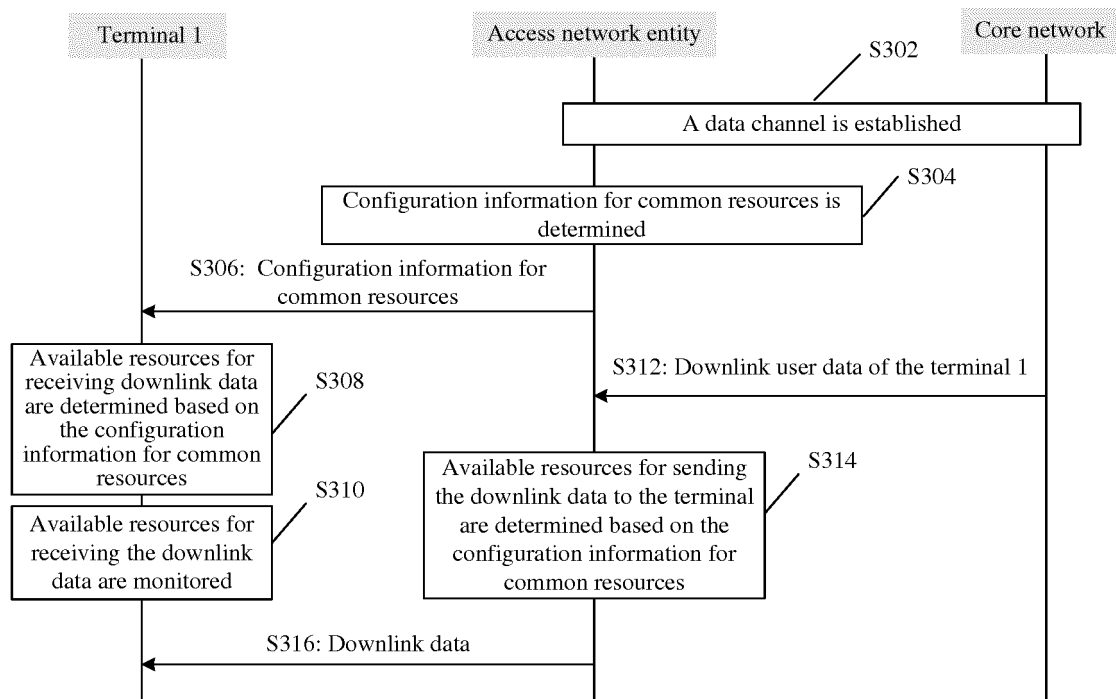 Terminal 1
Access network entity
Core network
S302
A data channel is established
S304
Configuration information for common resources is
determined
S306: Configuration information for
common resources
Available resources for
receiving downlink data
are determined based on
the configuration
information for common
resources
S308
S312: Downlink user data of the terminal 1
Available resources for sending
the downlink data to the terminal
are determined based on the
configuration information for
common resources
S314
S310
Available resources for
receiving the downlink
data are monitored
S316: Downlink data